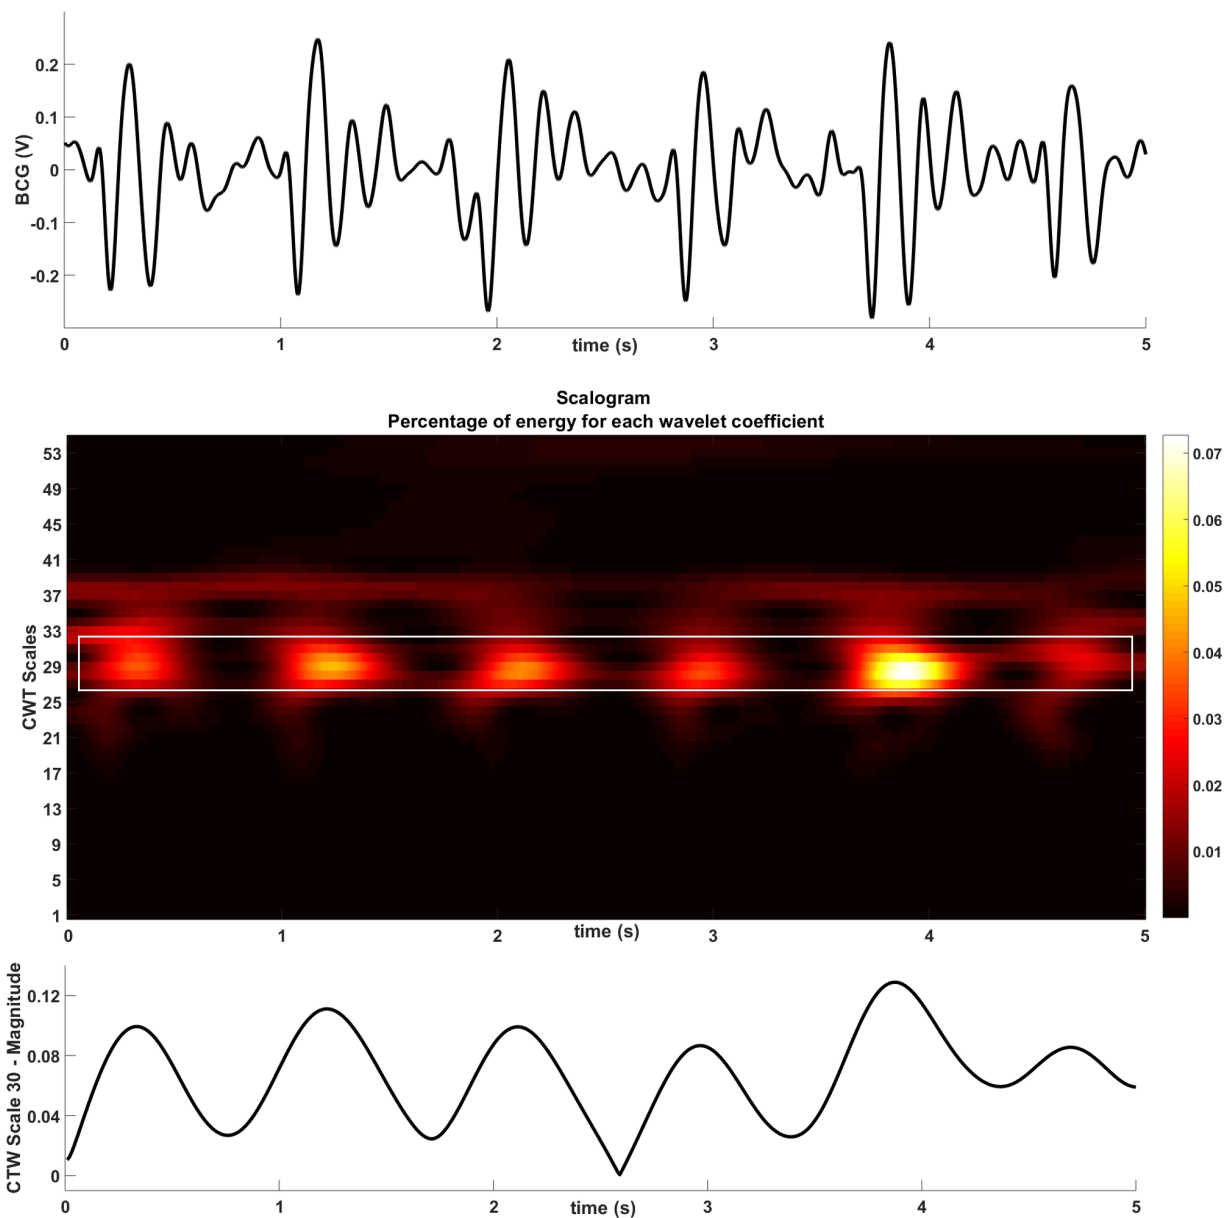 BCG (V)
0.2
0.1
0
-0.1
-0.2
0 1 2 3 4 5
time (s)
Scalogram
Percentage of energy for each wavelet coefficient
CWT Scales
53
49
45
41
37
33
29
25
21
17
13
9
5
1
0.07
0.06
0.05
0.04
0.03
0.02
0.01
0 1 2 3 4 5
time (s)
CTW Scale 30 - Magnitude
0.12
0.08
0.04
0
0 1 2 3 4 5
time (s)